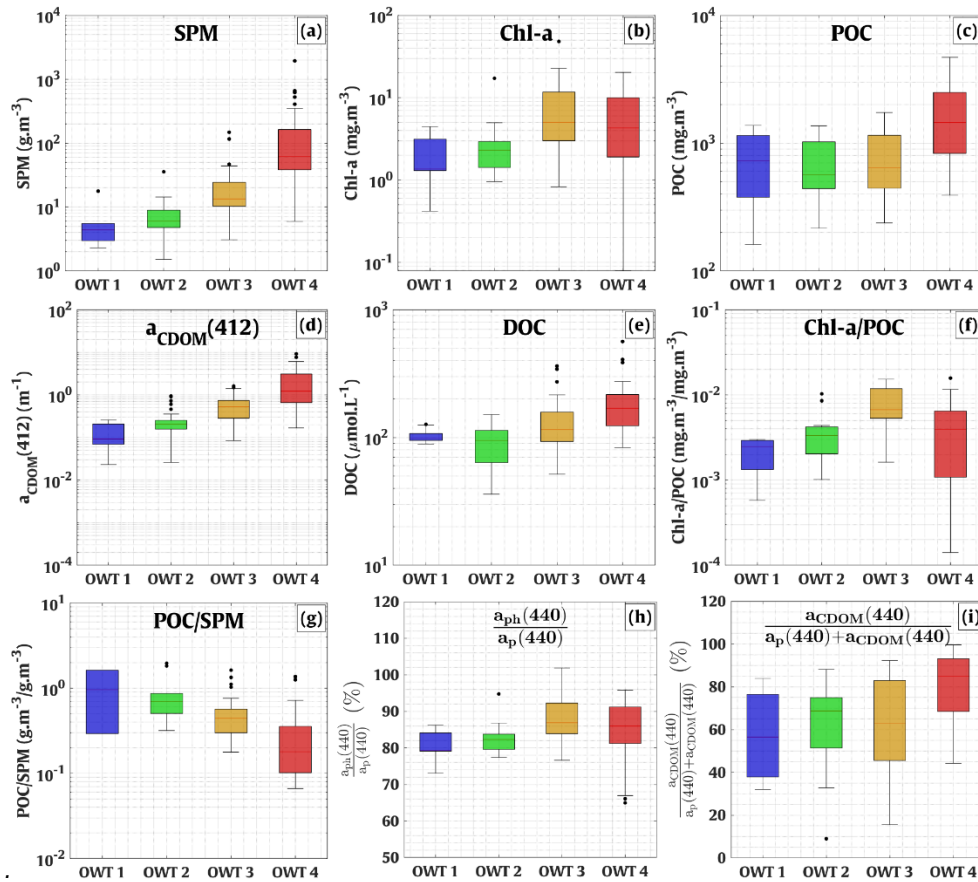 SPM
(a)
SPM (g.m-3)
10^4
10^3
10^2
10^1
10^0
OWT 1 OWT 2 OWT 3 OWT 4
Chl-a
(b)
Chl-a (mg.m-3)
10^2
10^1
10^0
10^-1
OWT 1 OWT 2 OWT 3 OWT 4
POC
(c)
POC (mg.m-3)
10^4
10^3
10^2
OWT 1 OWT 2 OWT 3 OWT 4
a_CDOM(412)
(d)
a_CDOM(412) (m-1)
10^2
10^0
10^-2
10^-4
OWT 1 OWT 2 OWT 3 OWT 4
DOC
(e)
DOC (μmol.L-1)
10^3
10^2
10^1
OWT 1 OWT 2 OWT 3 OWT 4
Chl-a/POC
(f)
Chl-a/POC (mg.m-3/mg.m-3)
10^-1
10^-2
10^-3
10^-4
OWT 1 OWT 2 OWT 3 OWT 4
POC/SPM
(g)
POC/SPM (g.m-3/g.m-3)
10^1
10^0
10^-1
10^-2
OWT 1 OWT 2 OWT 3 OWT 4
a_ph(440)
a_p(440)
(h)
a_ph(440)
a_p(440)
(%)
120
110
100
90
80
70
60
50
OWT 1 OWT 2 OWT 3 OWT 4
a_CDOM(440)
a_p(440)+a_CDOM(440)
(i)
a_CDOM(440)
a_p(440)+a_CDOM(440)
(%)
120
100
80
60
40
20
0
OWT 1 OWT 2 OWT 3 OWT 4